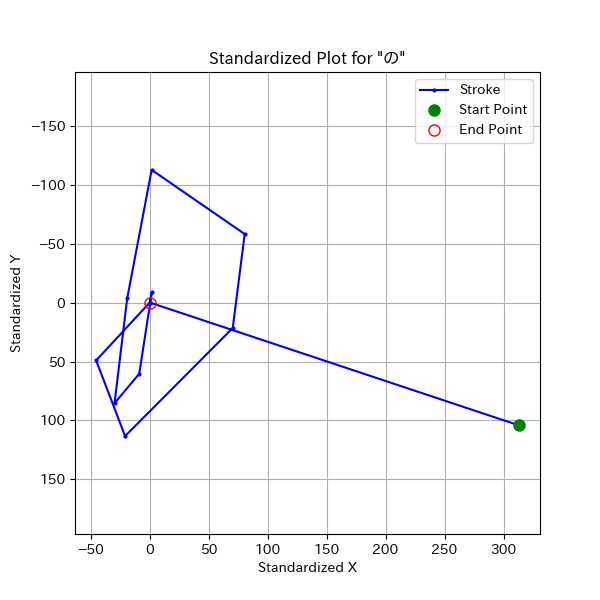 Standardized Plot for "の"
Stroke
Start Point
End Point
Standardized Y
−150
−100
−50
0
50
100
150
−50 0 50 100 150 200 250 300
Standardized X